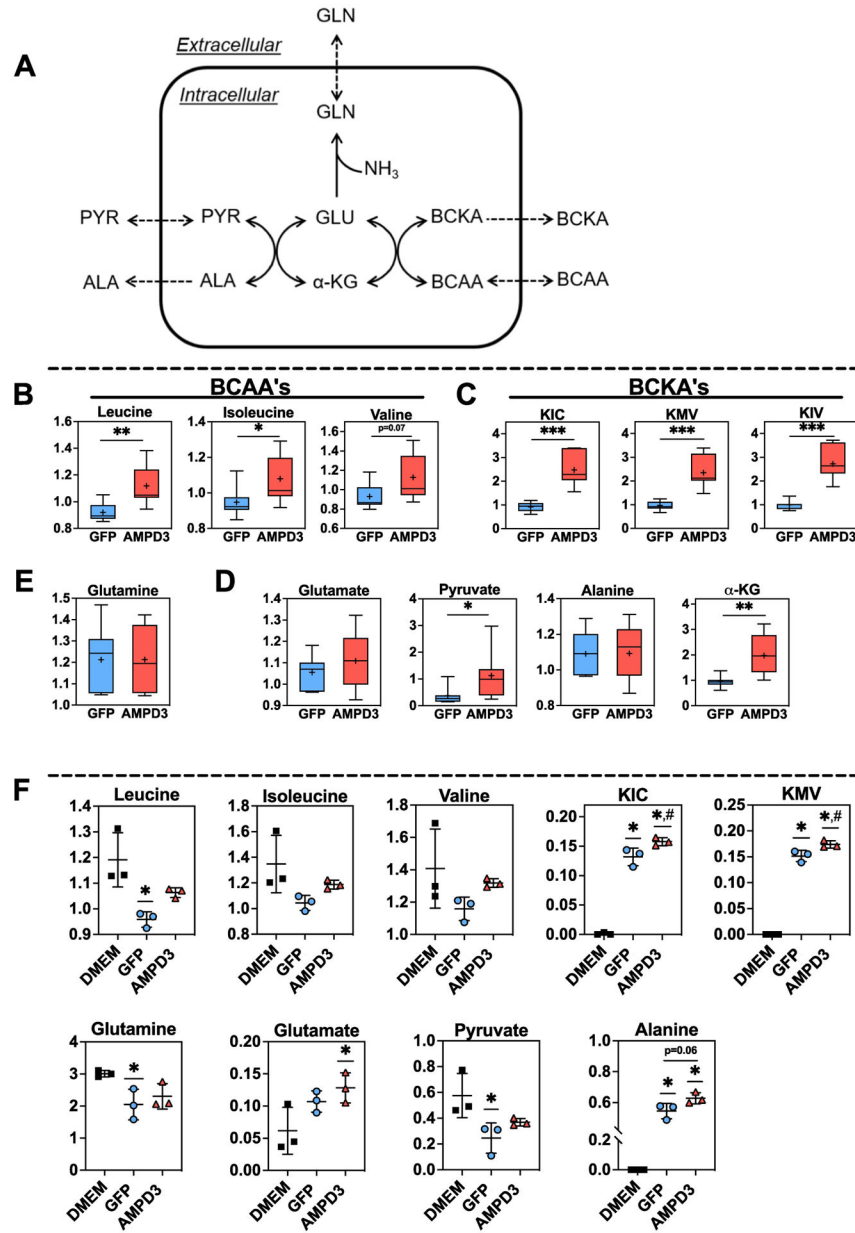 A
GLN
Extracellular
Intracellular
GLN
NH3
PYR PYR GLU BCKA BCKA
ALA ALA α-KG BCAA BCAA
B BCAA's
Leucine Isoleucine Valine
** * p=0.07
1.6 1.6 1.6
1.4 1.4 1.4
1.2 1.2 1.2
1.0 1.0 1.0
0.8 0.8 0.8
GFP AMPD3 GFP AMPD3 GFP AMPD3
C BCKA's
KIC KMV KIV
*** *** ***
4 4 4
3 3 3
2 2 2
1 1 1
0 0 0
GFP AMPD3 GFP AMPD3 GFP AMPD3
E
Glutamine
1.5
1.4
1.3
1.2
1.1
1.0
GFP AMPD3
D
Glutamate Pyruvate Alanine α-KG
* **
1.4 4 1.4 4
1.3 3 3
1.2 2 1.2 2
1.1 1.0
1.0 1 1
0.9 0 0.8 0
GFP AMPD3 GFP AMPD3 GFP AMPD3 GFP AMPD3
F
Leucine Isoleucine Valine KIC KMV
1.4 1.8 1.8 0.20 0.20
1.3 1.6 1.6 0.15 0.15
1.2 1.4 1.4 0.10 0.10
1.1 1.2 1.2 0.05 0.05
1.0 1.0 1.0 0.00 0.00
0.9 0.8
* * *,# * *,#
DMEM GFP AMPD3 DMEM GFP AMPD3 DMEM GFP AMPD3 DMEM GFP AMPD3 DMEM GFP AMPD3
Glutamine Glutamate Pyruvate Alanine
p=0.06
* * * * *
4 0.20 1.0 1.0
3 0.15 0.8 0.8
2 0.10 0.6 0.6
1 0.05 0.4
0 0.00 0.2 0.2
0.0 0.0
DMEM GFP AMPD3 DMEM GFP AMPD3 DMEM GFP AMPD3 DMEM GFP AMPD3